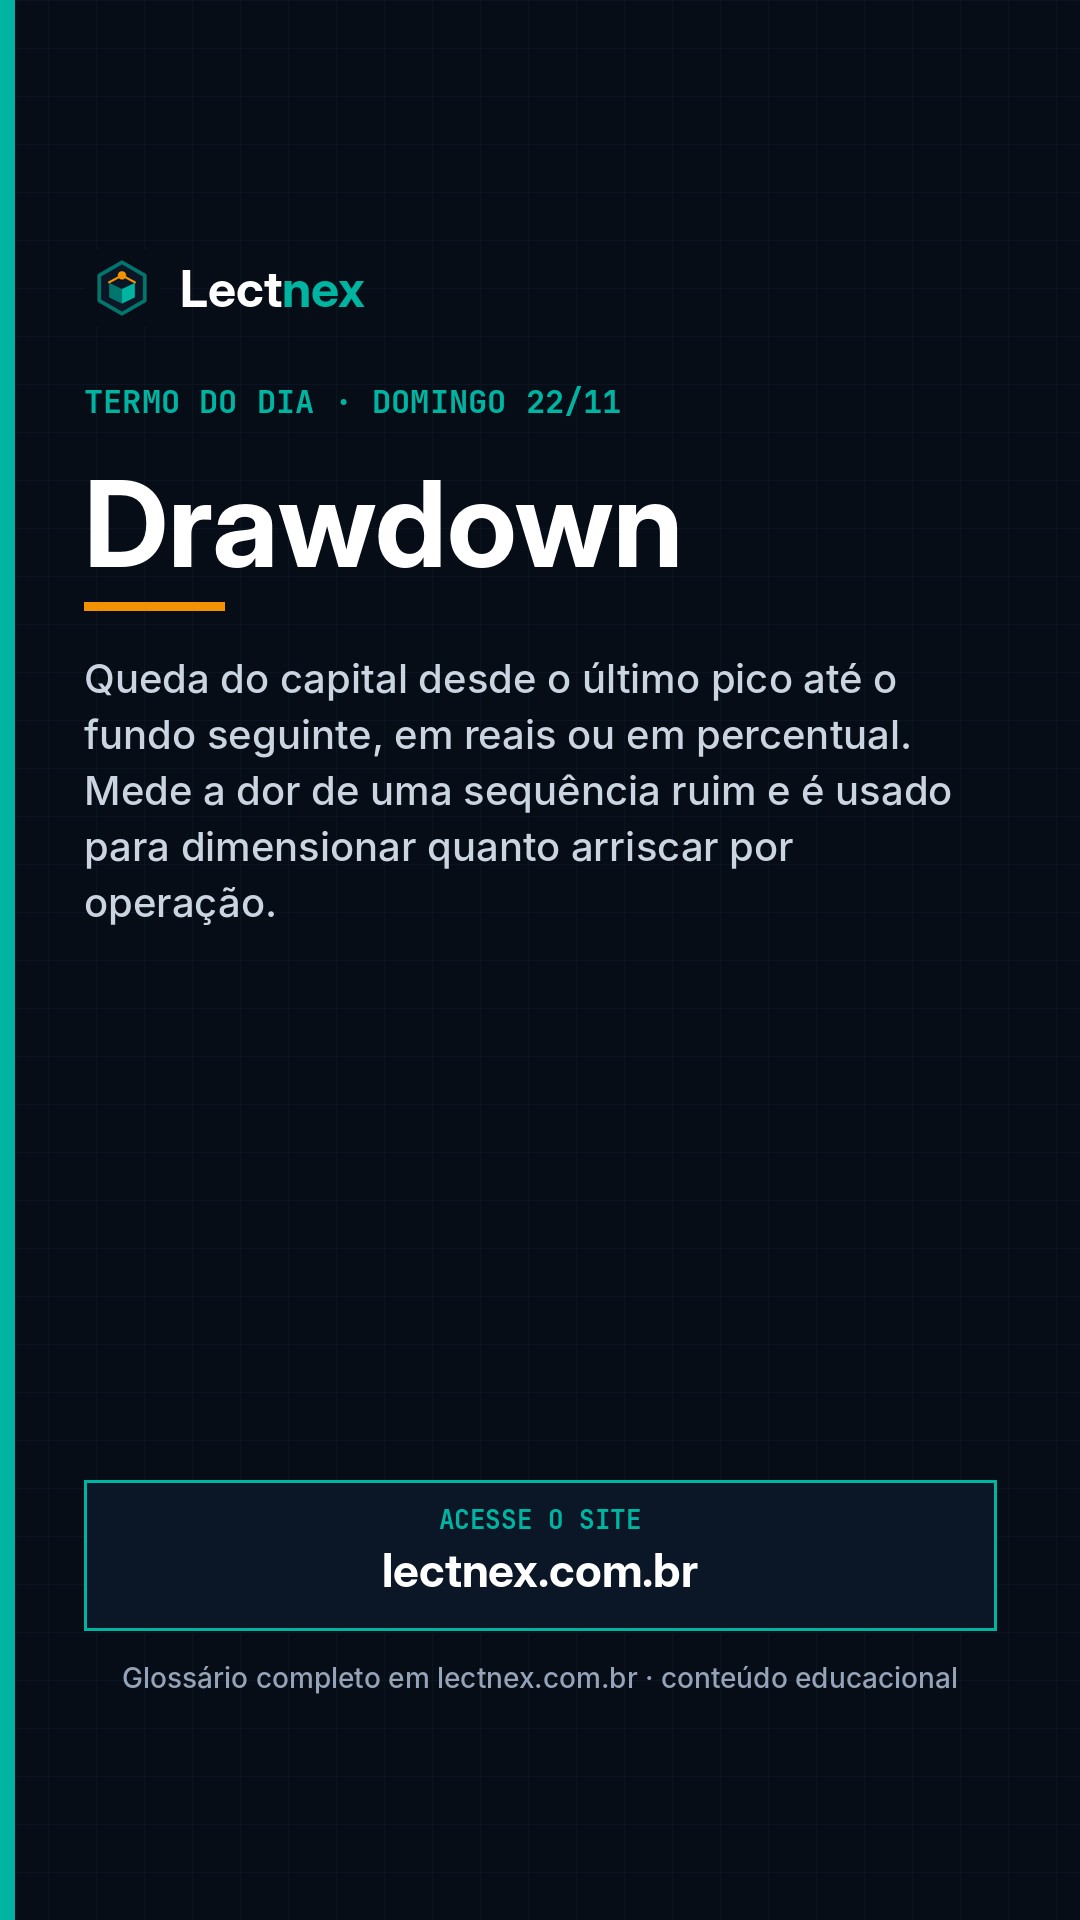 Lectnex
TERMO DO DIA · DOMINGO 22/11
Drawdown
Queda do capital desde o último pico até o
fundo seguinte, em reais ou em percentual.
Mede a dor de uma sequência ruim e é usado
para dimensionar quanto arriscar por
operação.
ACESSE O SITE
lectnex.com.br
Glossário completo em lectnex.com.br · conteúdo educacional